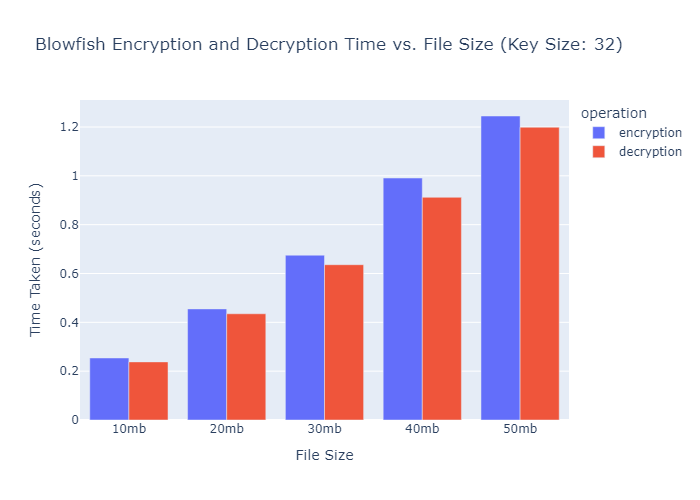 Blowfish Encryption and Decryption Time vs. File Size (Key Size: 32)
operation
encryption
decryption
Time Taken (seconds)
1.2
1
0.8
0.6
0.4
0.2
0
10mb 20mb 30mb 40mb 50mb
File Size